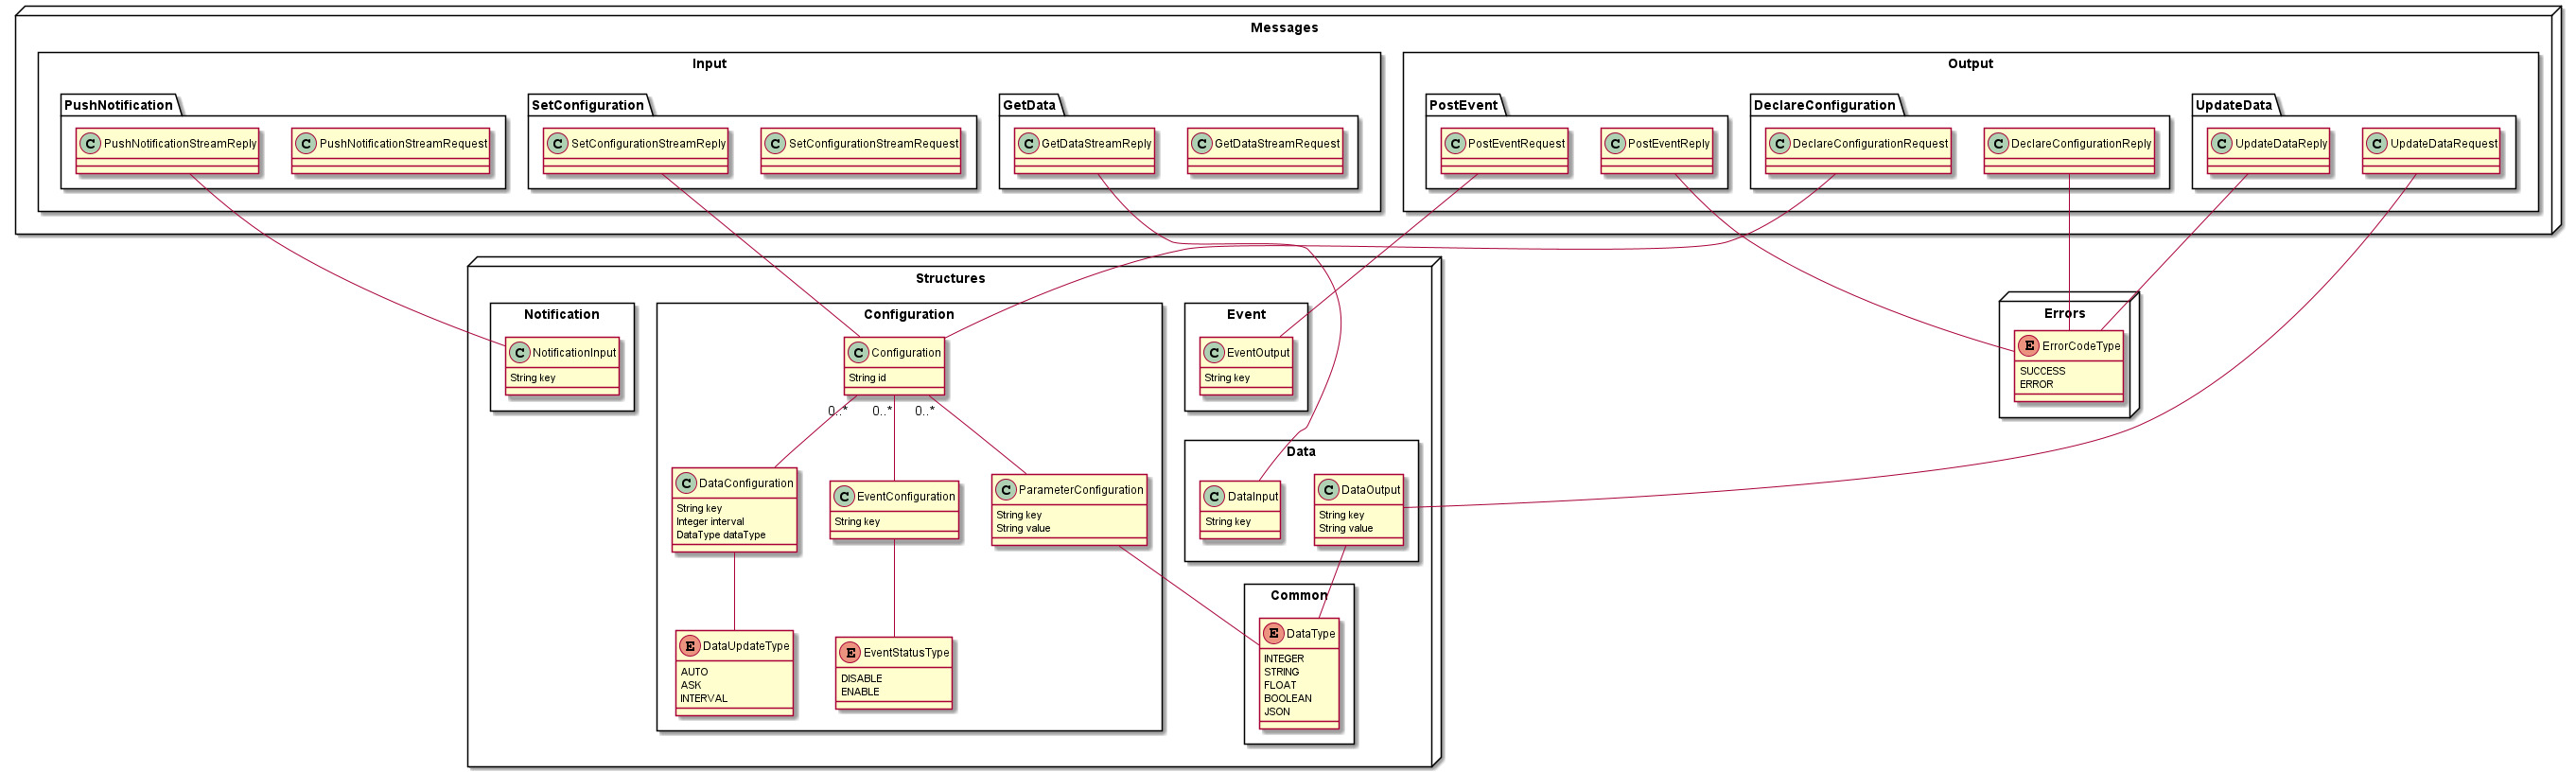 Messages
Input
Output
PushNotification
SetConfiguration
GetData
PostEvent
DeclareConfiguration
UpdateData
C PushNotificationStreamReply
C PushNotificationStreamRequest
C SetConfigurationStreamReply
C SetConfigurationStreamRequest
C GetDataStreamReply
C GetDataStreamRequest
C PostEventRequest
C PostEventReply
C DeclareConfigurationRequest
C DeclareConfigurationReply
C UpdateDataReply
C UpdateDataRequest
Structures
Notification
C NotificationInput
String key
Configuration
C Configuration
String id
0..*
0..*
0..*
C DataConfiguration
String key
Integer interval
DataType dataType
C EventConfiguration
String key
C ParameterConfiguration
String key
String value
E DataUpdateType
AUTO
ASK
INTERVAL
E EventStatusType
DISABLE
ENABLE
Event
C EventOutput
String key
Data
C DataInput
String key
C DataOutput
String key
String value
Common
E DataType
INTEGER
STRING
FLOAT
BOOLEAN
JSON
Errors
E ErrorCodeType
SUCCESS
ERROR